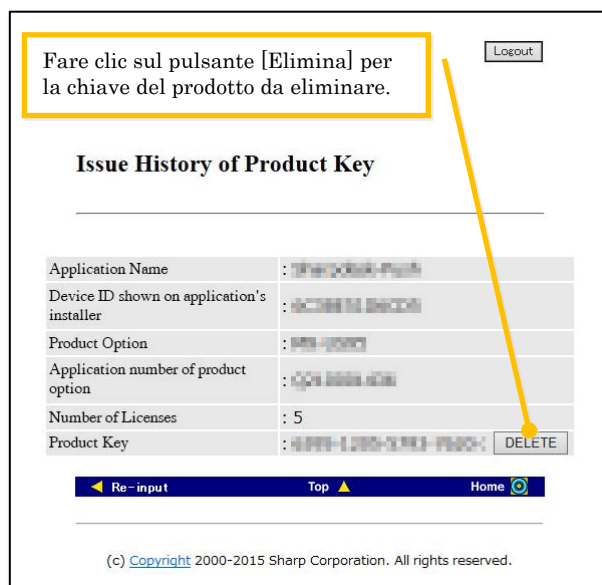 Logout
Fare clic sul pulsante [Elimina] per
la chiave del prodotto da eliminare.
Issue History of Product Key
Application Name :
Device ID shown on application's
installer :
Product Option :
Application number of product
option :
Number of Licenses : 5
Product Key : DELETE
Re-input Top Home
(c) Copyright 2000-2015 Sharp Corporation. All rights reserved.